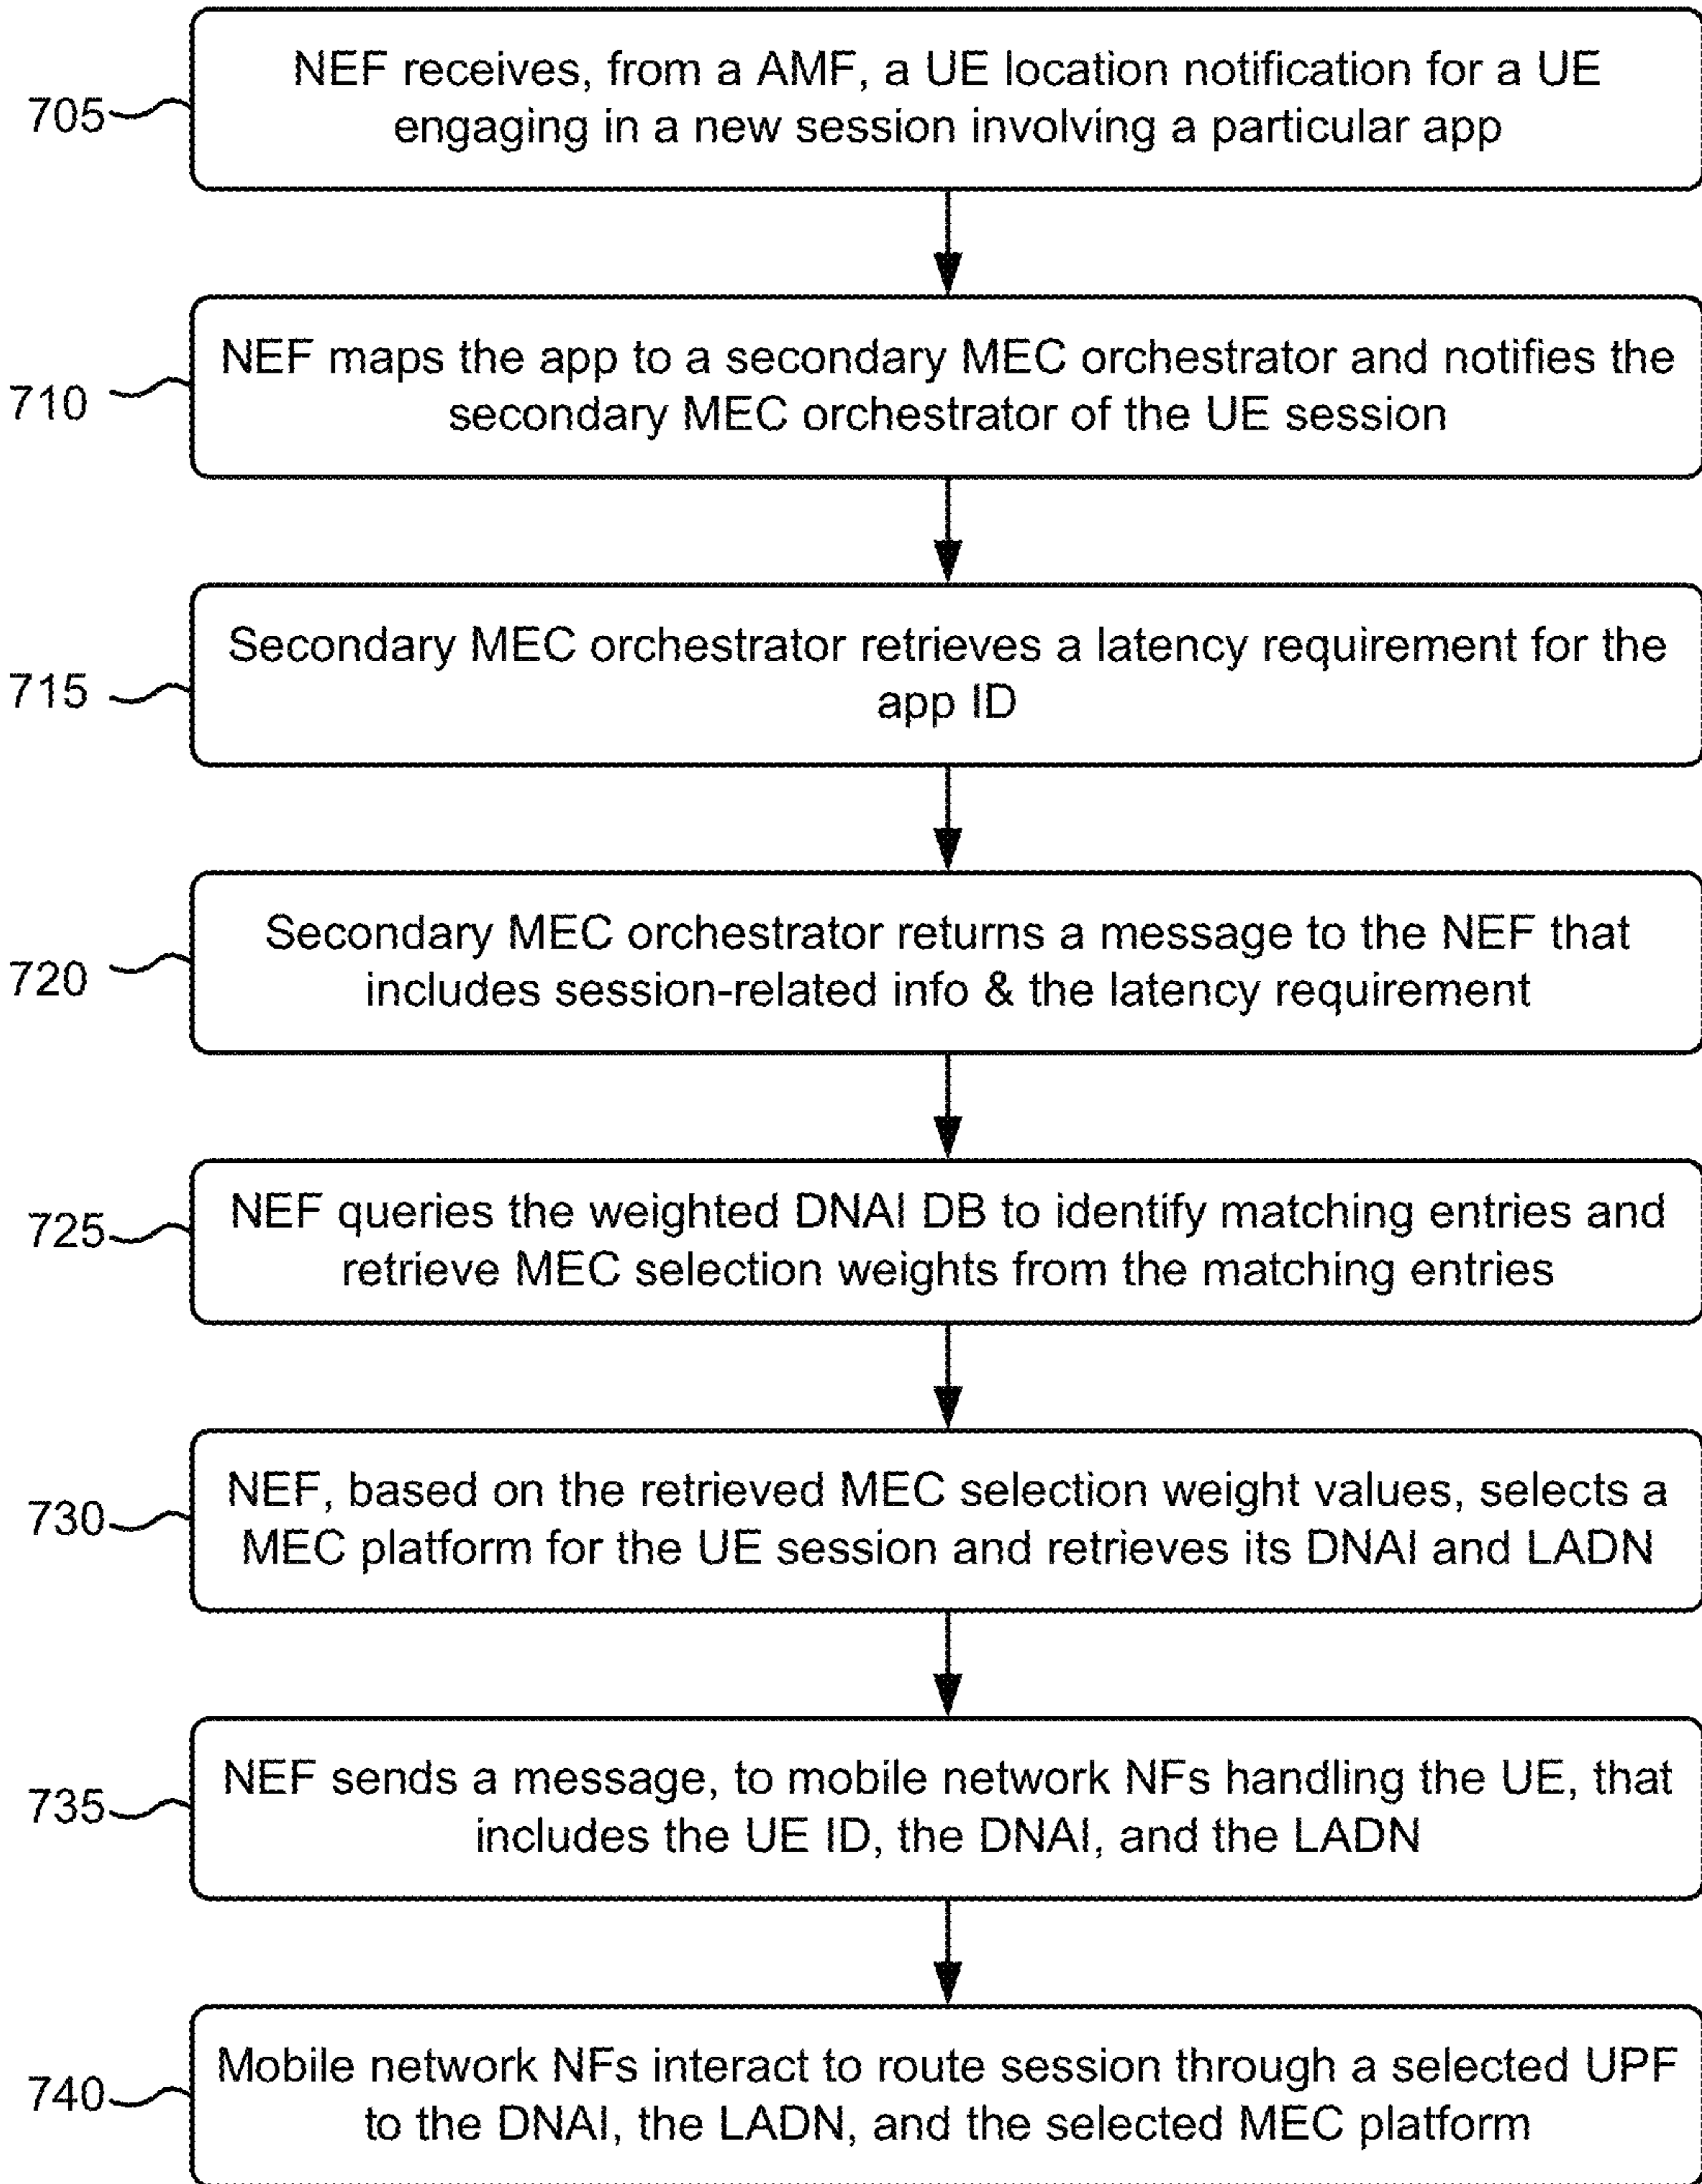 NEF receives, from a AMF, a UE location notification for a UE
engaging in a new session involving a particular app
705
NEF maps the app to a secondary MEC orchestrator and notifies the
secondary MEC orchestrator of the UE session
710
Secondary MEC orchestrator retrieves a latency requirement for the
app ID
715
Secondary MEC orchestrator returns a message to the NEF that
includes session-related info & the latency requirement
720
NEF queries the weighted DNAI DB to identify matching entries and
retrieve MEC selection weights from the matching entries
725
NEF, based on the retrieved MEC selection weight values, selects a
MEC platform for the UE session and retrieves its DNAI and LADN
730
NEF sends a message, to mobile network NFs handling the UE, that
includes the UE ID, the DNAI, and the LADN
735
Mobile network NFs interact to route session through a selected UPF
to the DNAI, the LADN, and the selected MEC platform
740